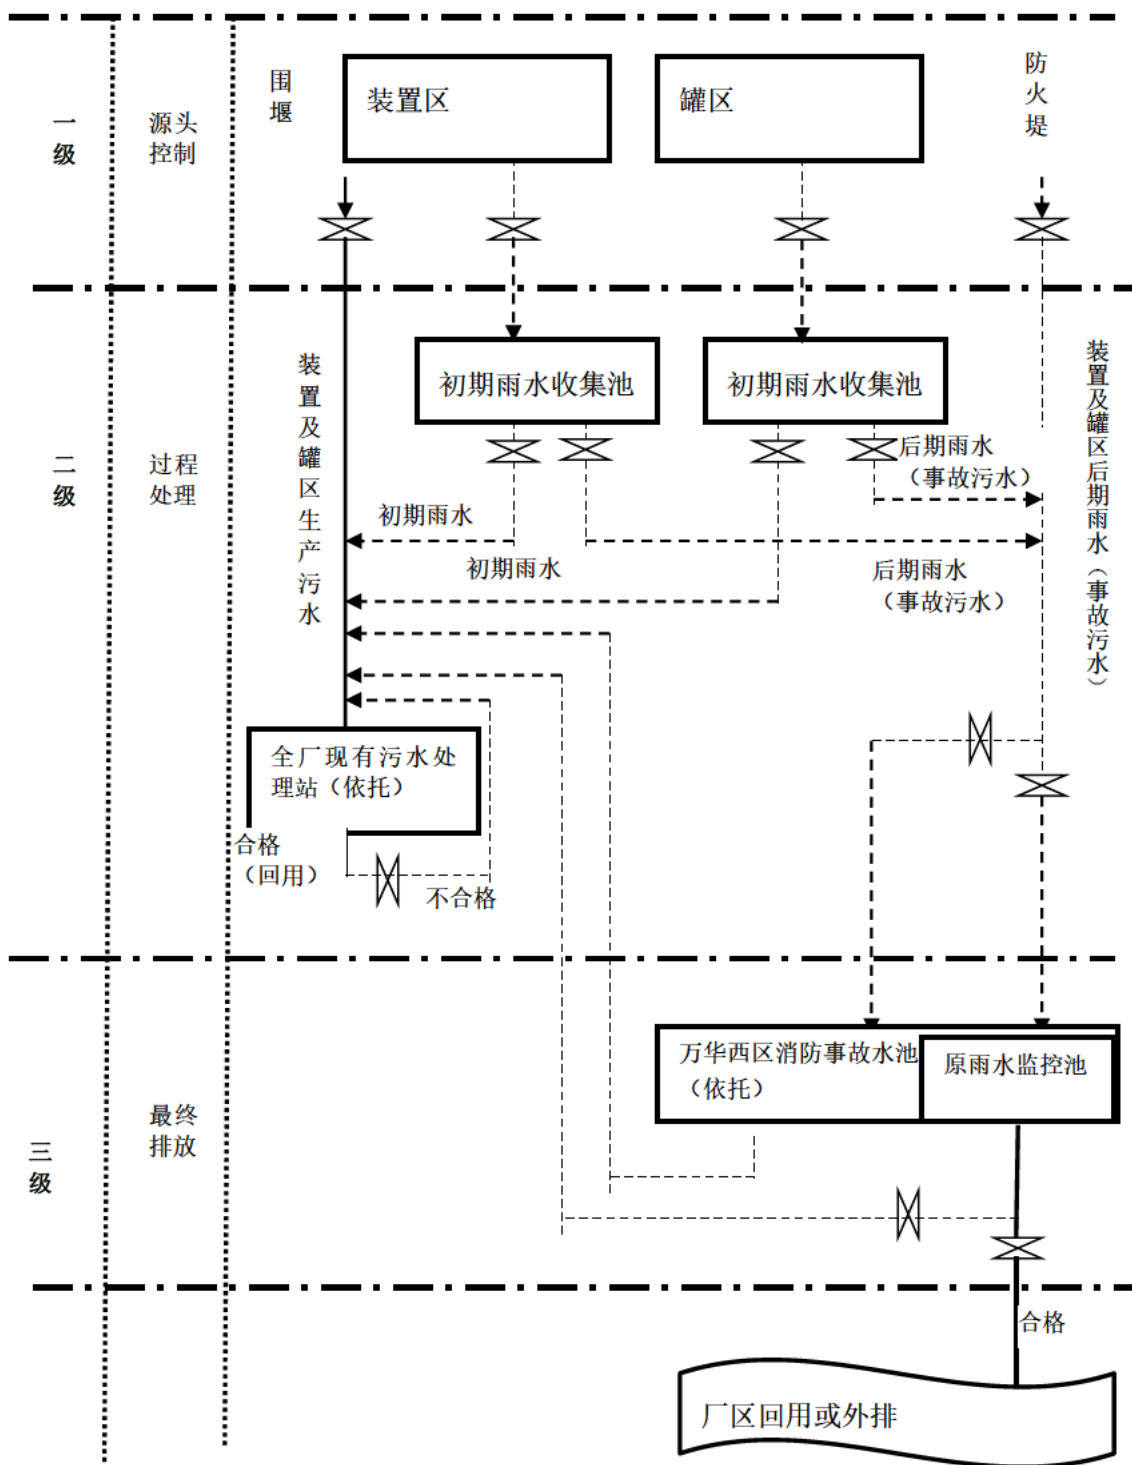 围
堰
装置区
罐区
防
火
堤
一
级
源头
控制
初期雨水收集池
初期雨水收集池
装
置
及
罐
区
生
产
污
水
装
置
及
罐
区
后
期
雨
水
（
事
故
污
水
）
二
级
过程
处理
后期雨水
（事故污水）
初期雨水
初期雨水
后期雨水
（事故污水）
全厂现有污水处
理站（依托）
合格
（回用）
不合格
万华西区消防事故水池
（依托）
原雨水监控池
三
级
最终
排放
合格
厂区回用或外排